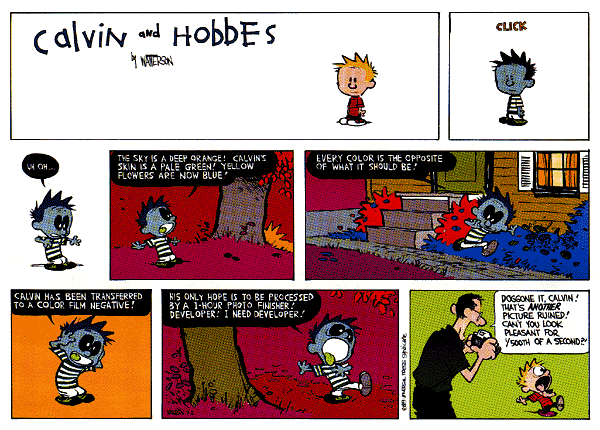 Calvin and HOBBES
by WATTERSON
CLICK
UH OH...
THE SKY IS A DEEP ORANGE! CALVIN'S
SKIN IS A PALE GREEN! YELLOW
FLOWERS ARE NOW BLUE!
EVERY COLOR IS THE OPPOSITE
OF WHAT IT SHOULD BE!
CALVIN HAS BEEN TRANSFERRED
TO A COLOR FILM NEGATIVE!
HIS ONLY HOPE IS TO BE PROCESSED
BY A 1-HOUR PHOTO FINISHER!
DEVELOPER! I NEED DEVELOPER!
DOGGONE IT, CALVIN!
THAT'S ANOTHER
PICTURE RUINED!
CAN'T YOU LOOK
PLEASANT FOR
1/500TH OF A SECOND?!